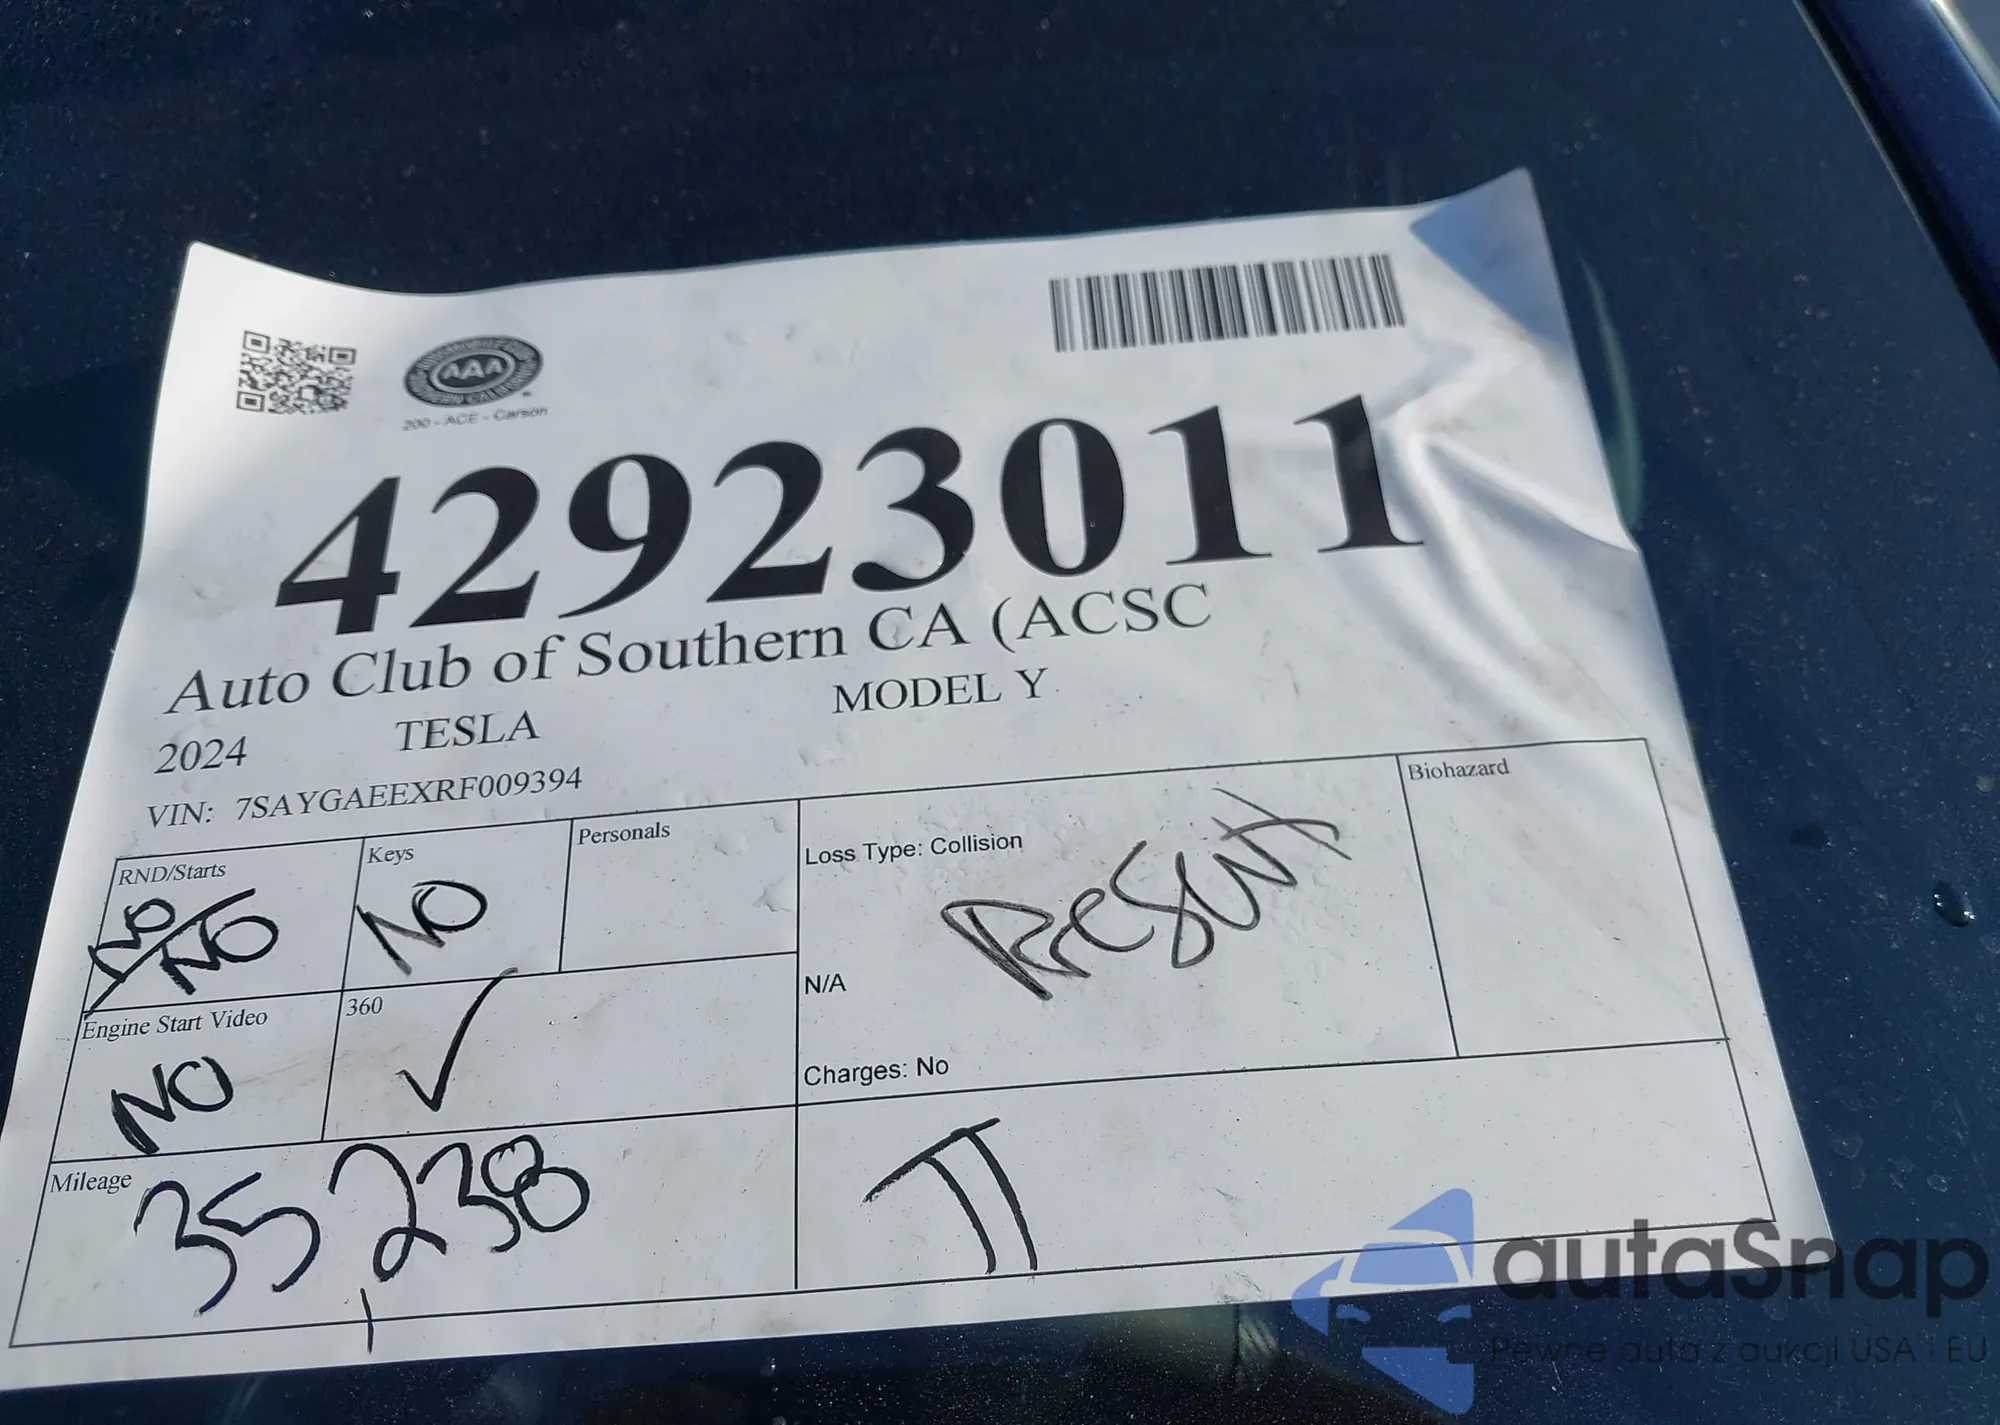 AAA
200 - ACE - Carson
42923011
Auto Club of Southern CA (ACSC
2024 TESLA MODEL Y
VIN: 7SAYGAEEXRF009394
RND/Starts
NO/NO
Keys
NO
Personals
Loss Type: Collision
N/A
Charges: No
Biohazard
Engine Start Video
NO
360
✓
Mileage
35,238
autaSnap
Pewne auta z aukcji USA i EU